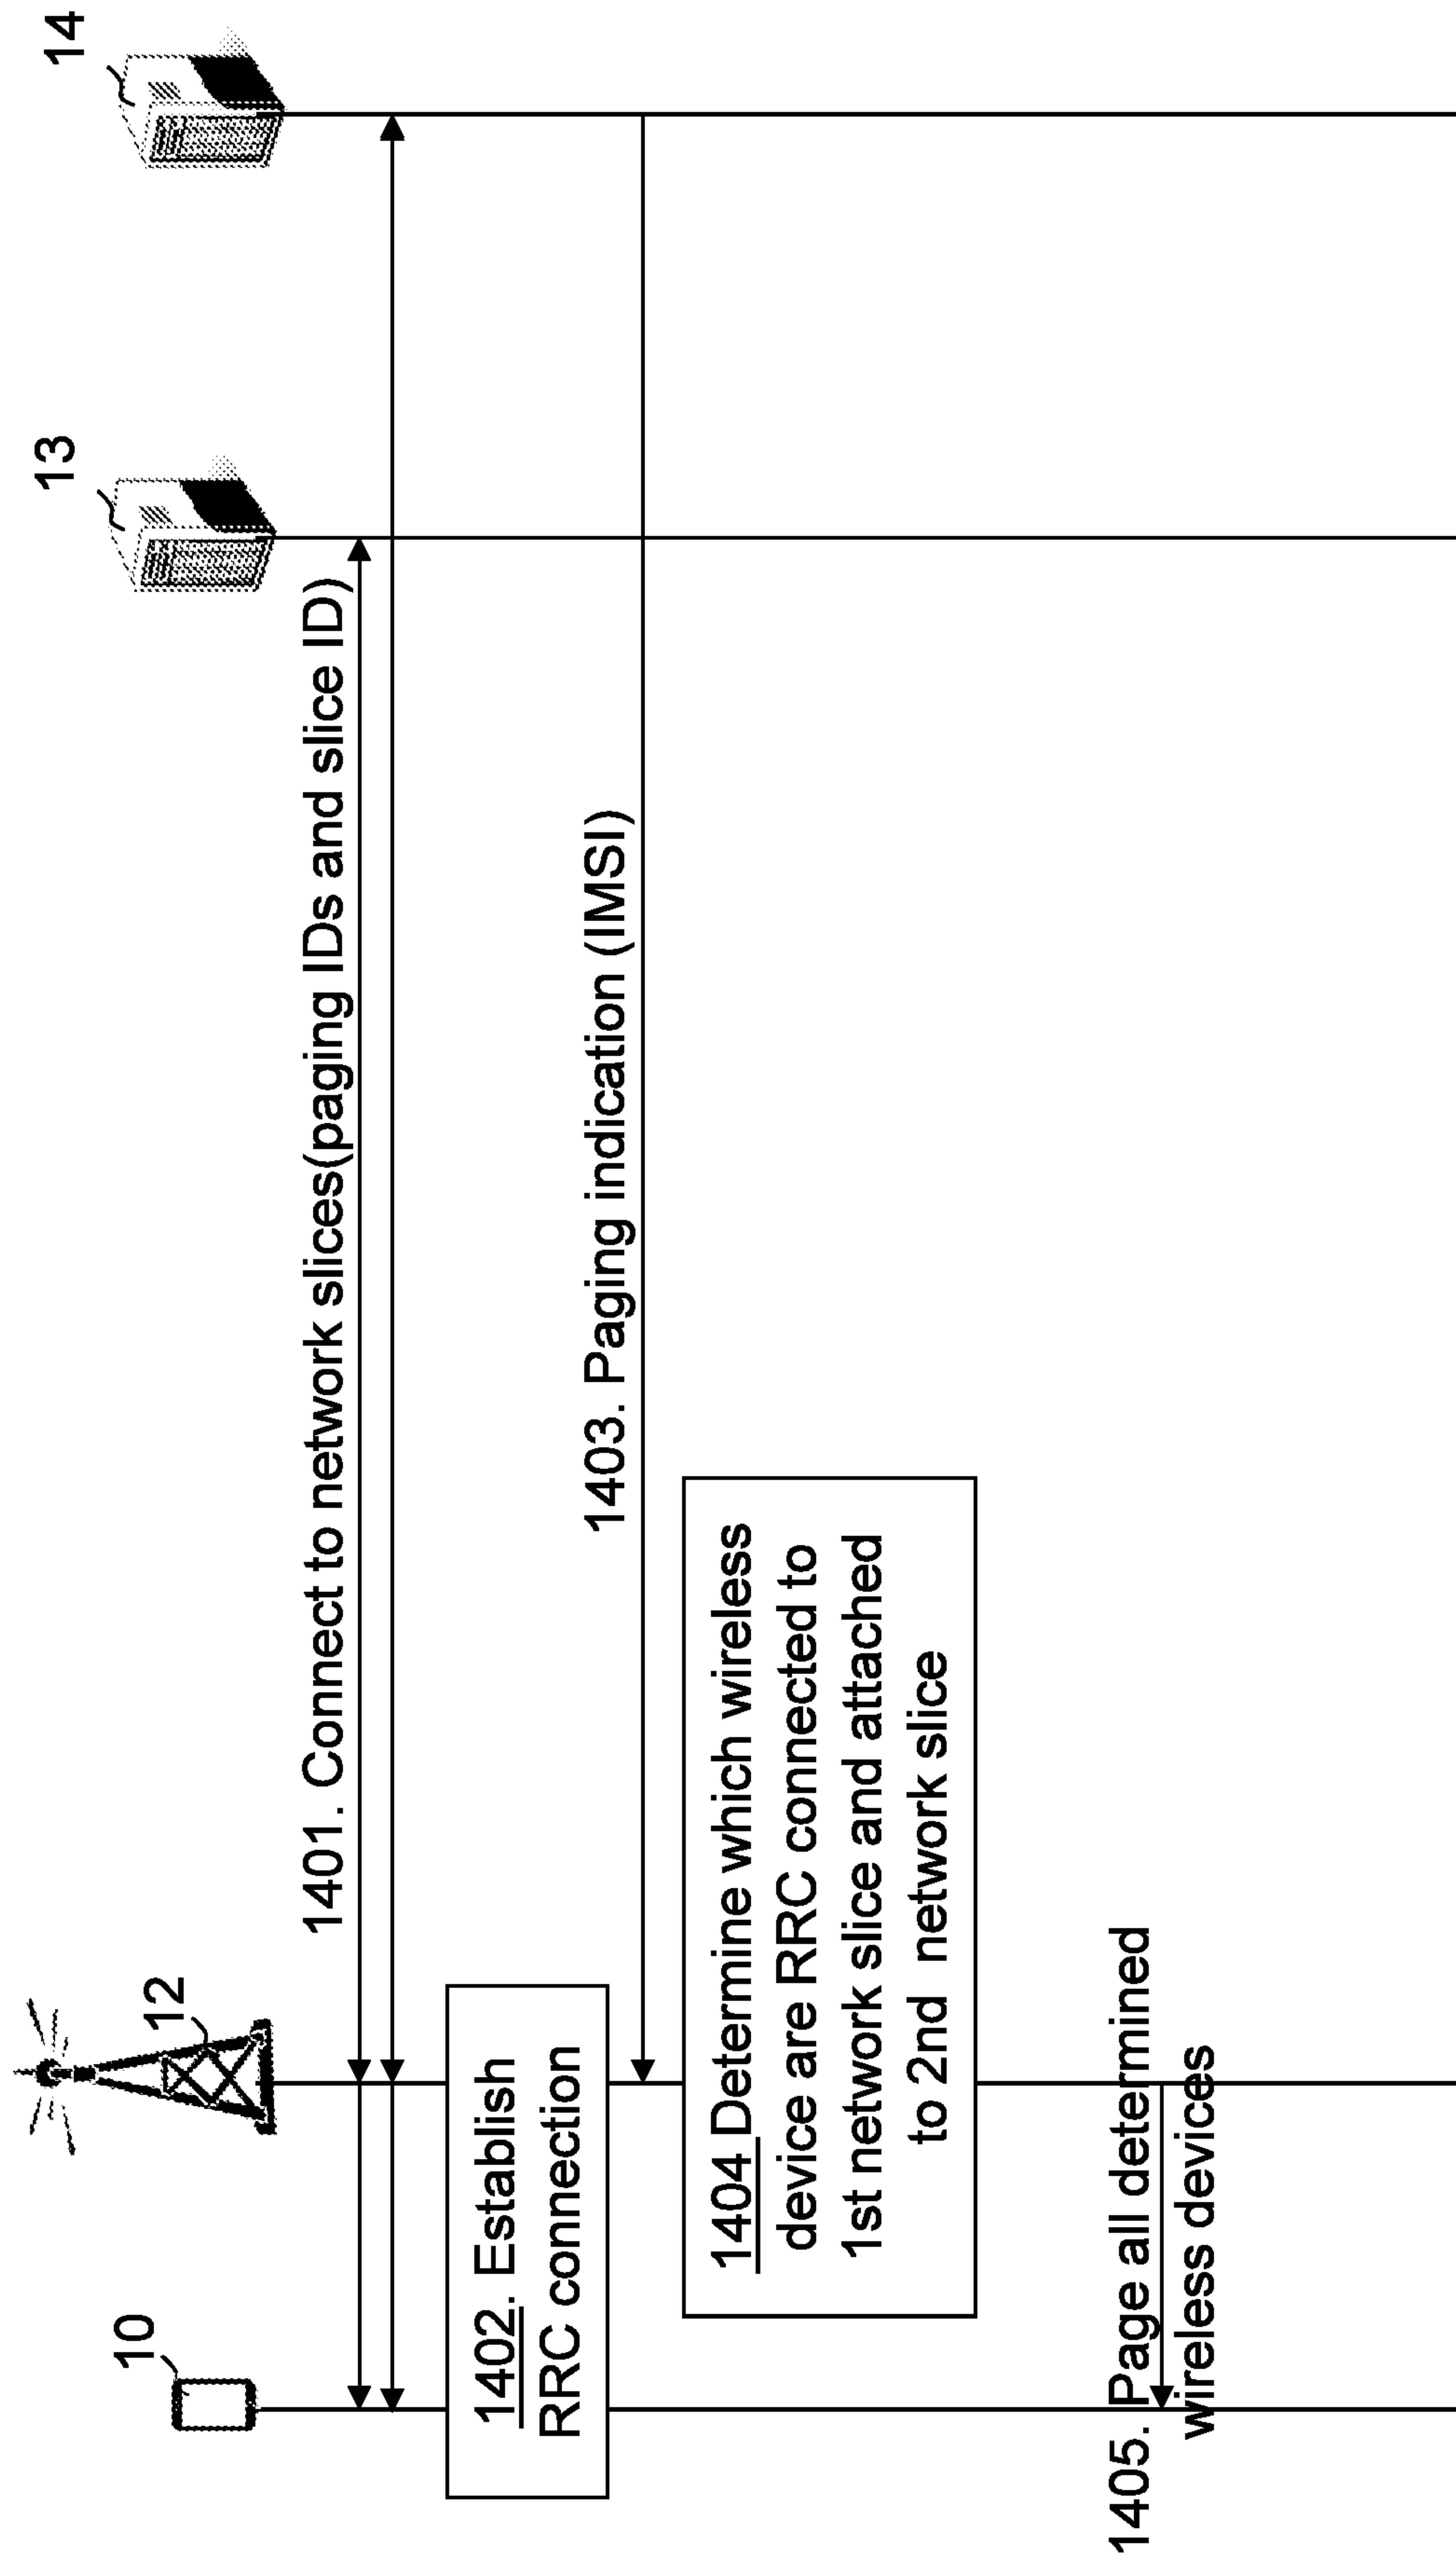 10
12
13
14
1401. Connect to network slices(paging IDs and slice ID)
1402. Establish
RRC connection
1403. Paging indication (IMSI)
1404 Determine which wireless
device are RRC connected to
1st network slice and attached
to 2nd network slice
1405. Page all determined
wireless devices